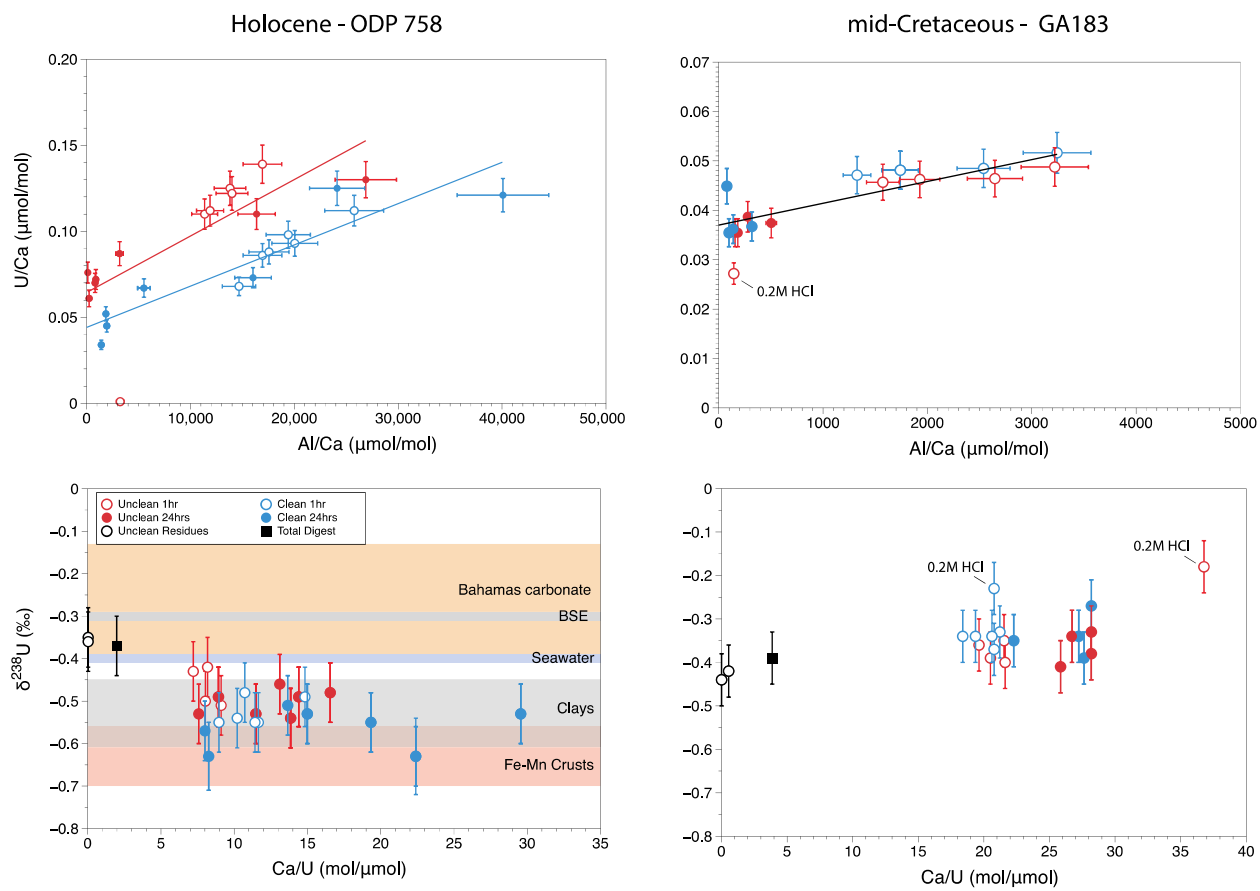 Holocene - ODP 758
mid-Cretaceous - GA183
0.20
0.15
0.10
0.05
0
U/Ca (µmol/mol)
0
10,000
20,000
30,000
40,000
50,000
Al/Ca (µmol/mol)
0.07
0.06
0.05
0.04
0.03
0.02
0.01
0
0.2M HCl
0
1000
2000
3000
4000
5000
Al/Ca (µmol/mol)
0
−0.1
−0.2
−0.3
−0.4
−0.5
−0.6
−0.7
−0.8
δ²³⁸U (‰)
Unclean 1hr
Clean 1hr
Unclean 24hrs
Clean 24hrs
Unclean Residues
Total Digest
Bahamas carbonate
BSE
Seawater
Clays
Fe-Mn Crusts
0
5
10
15
20
25
30
35
Ca/U (mol/µmol)
0
−0.1
−0.2
−0.3
−0.4
−0.5
−0.6
−0.7
−0.8
0.2M HCl
0.2M HCl
0
5
10
15
20
25
30
35
40
Ca/U (mol/µmol)